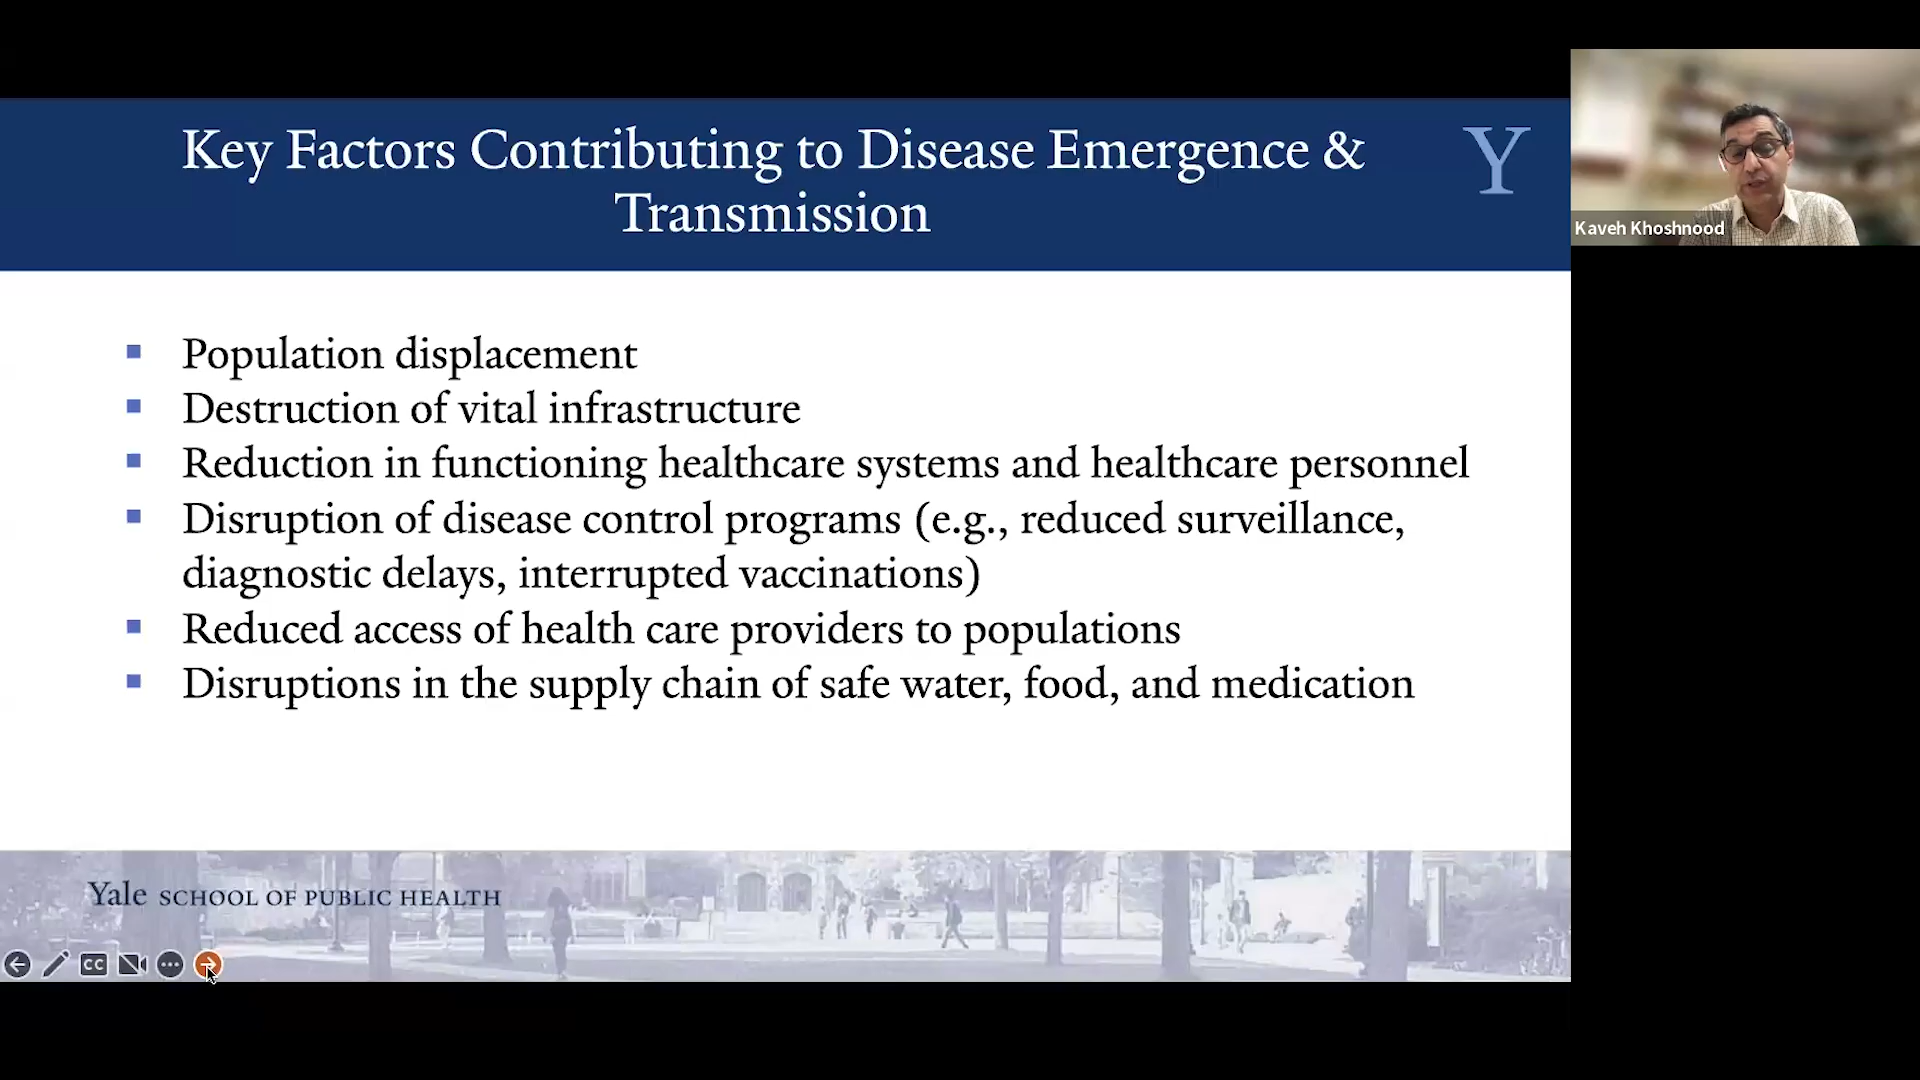 Key Factors Contributing to Disease Emergence &
Transmission
Y
Kaveh Khoshnood
▪ Population displacement
▪ Destruction of vital infrastructure
▪ Reduction in functioning healthcare systems and healthcare personnel
▪ Disruption of disease control programs (e.g., reduced surveillance,
diagnostic delays, interrupted vaccinations)
▪ Reduced access of health care providers to populations
▪ Disruptions in the supply chain of safe water, food, and medication
Yale SCHOOL OF PUBLIC HEALTH
CC